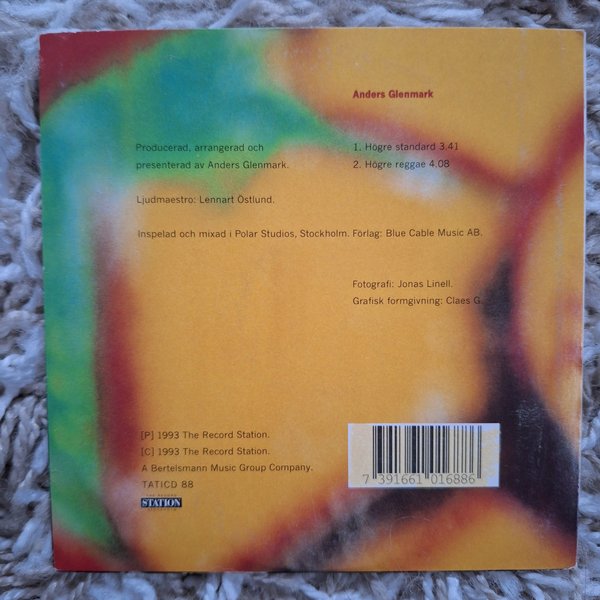 Anders Glenmark
Producerad, arrangerad och
presenterad av Anders Glenmark.
1. Högre standard 3.41
2. Högre reggae 4.08
Ljudmaestro: Lennart Östlund.
Inspelad och mixad i Polar Studios, Stockholm. Förlag: Blue Cable Music AB.
Fotografi: Jonas Linell.
Grafisk formgivning: Claes G.
[P] 1993 The Record Station.
[C] 1993 The Record Station.
A Bertelsmann Music Group Company.
TATICD 88
THE RECORD
STATION
7 391661 016886